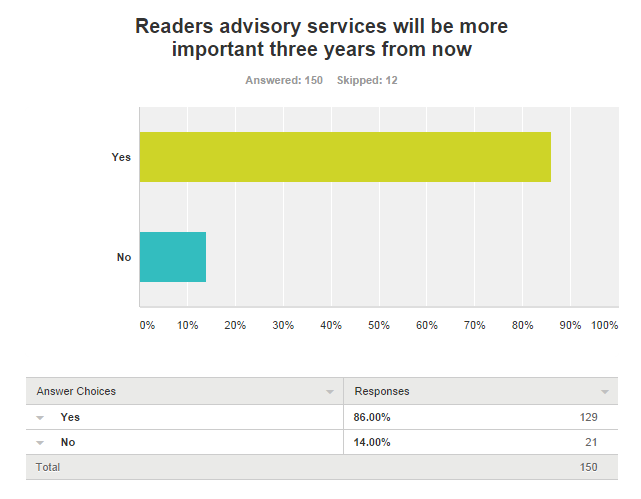 Readers advisory services will be more
important three years from now
Answered: 150 Skipped: 12
Yes
No
0% 10% 20% 30% 40% 50% 60% 70% 80% 90% 100%
Answer Choices Responses
Yes 86.00% 129
No 14.00% 21
Total 150